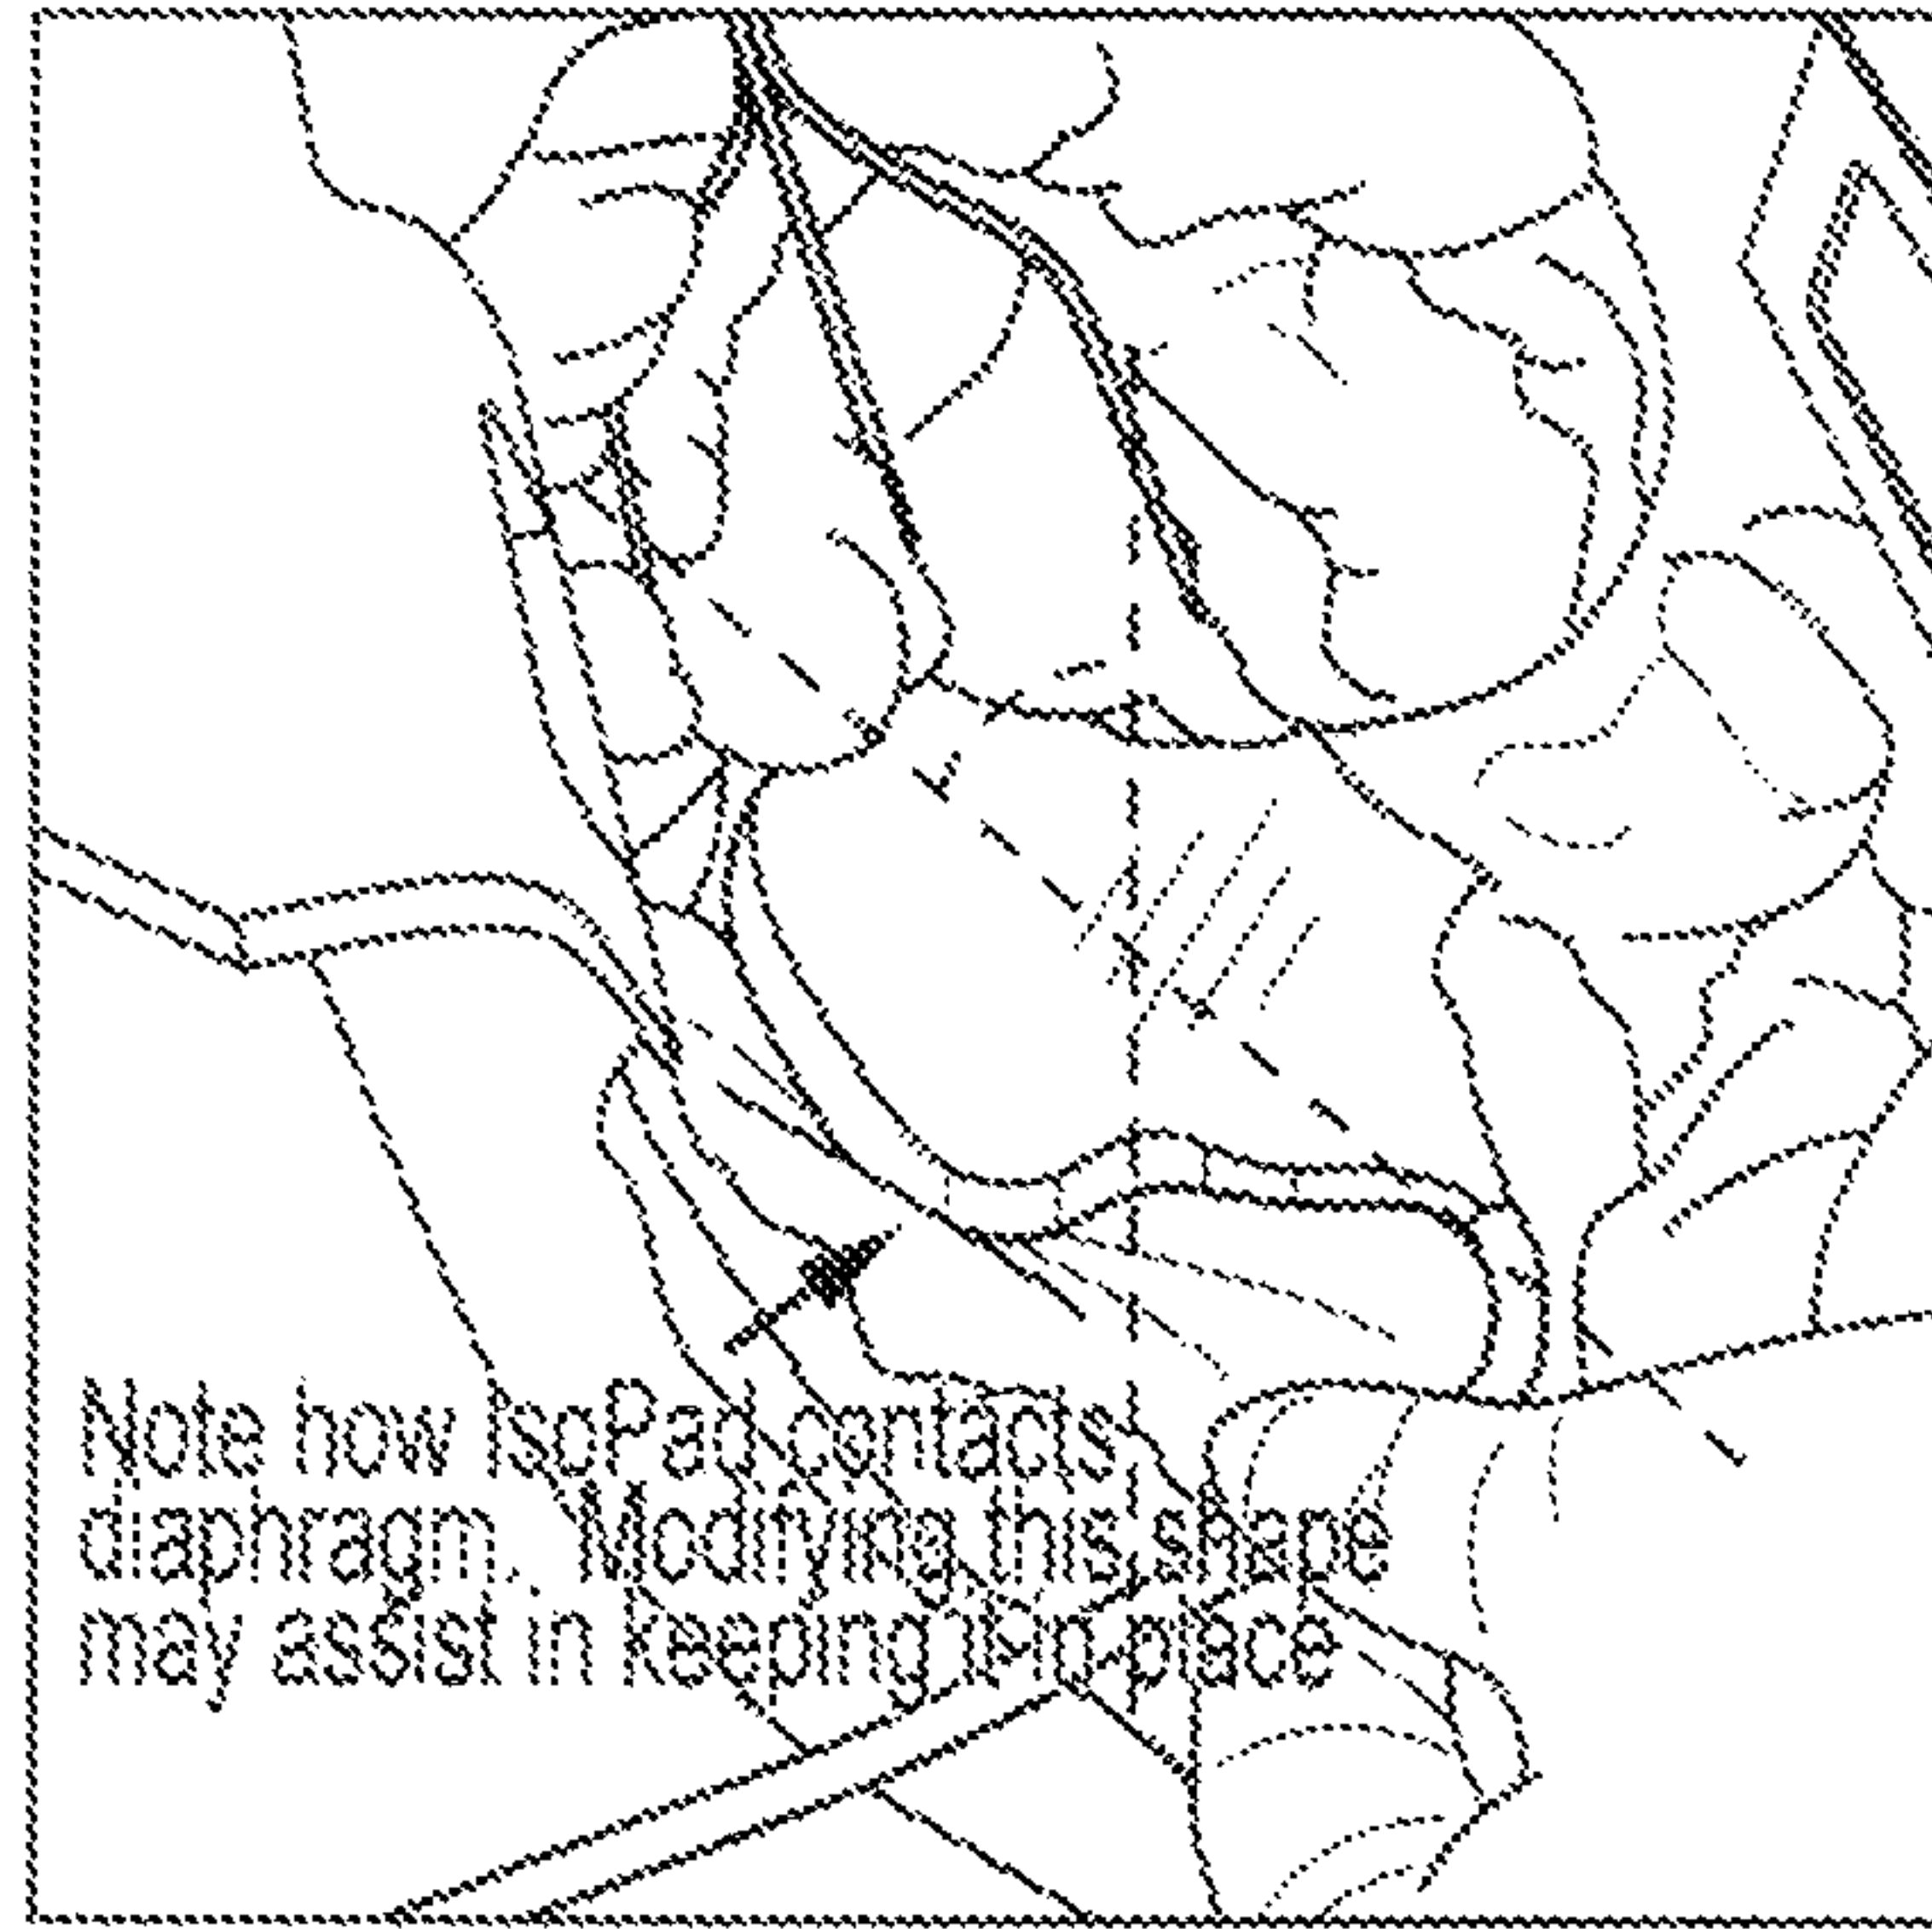 Note how IsoPad contacts
diaphragm. Modifying this shape
may assist in keeping it in place